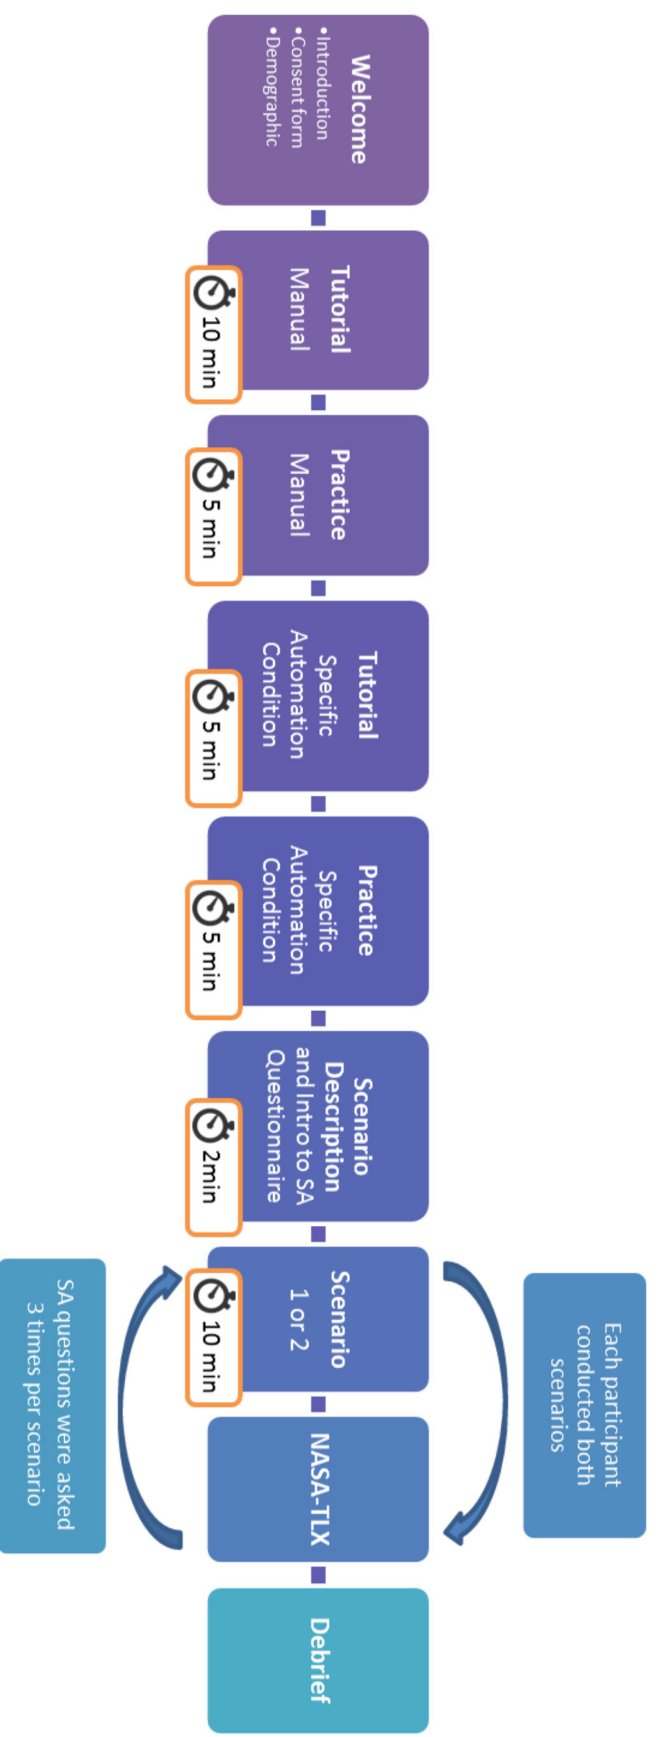 Each participant
conducted both
scenarios
Welcome
•Introduction
•Consent form
•Demographic
Tutorial
Manual
10 min
Practice
Manual
5 min
Tutorial
Specific
Automation
Condition
5 min
Practice
Specific
Automation
Condition
5 min
Scenario
Description
and Intro to SA
Questionnaire
2min
Scenario
1 or 2
10 min
NASA-TLX
Debrief
SA questions were asked
3 times per scenario